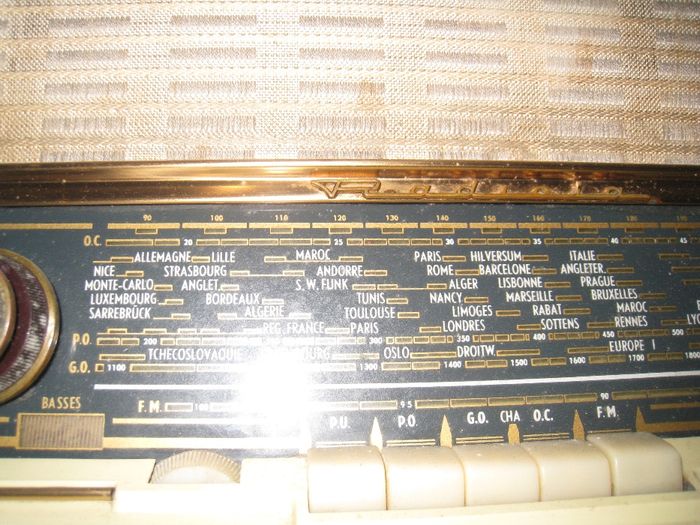 90 100 110 120 130 140 150 160 170 180 190
O.C. 20 25 30 35 40 45
ALLEMAGNE LILLE MAROC PARIS HILVERSUM ITALIE
NICE STRASBOURG ANDORRE ROME BARCELONE ANGLETER.
MONTE-CARLO ANGLET S.W. FUNK ALGER LISBONNE PRAGUE
LUXEMBOURG BORDEAUX TUNIS NANCY MARSEILLE BRUXELLES
SARREBRÜCK ALGERIE TOULOUSE LIMOGES RABAT MAROC
REG. FRANCE PARIS LONDRES SOTTENS RENNES
P.O. 200 300 350 400 450 500
TCHECOSLOVAQUIE OSLO DROITW. EUROPE I
G.O. 1100 1300 1400 1500 1600 1700 1800
BASSES F.M. 100 95 90
P.U. P.O. G.O. CHA O.C. F.M.